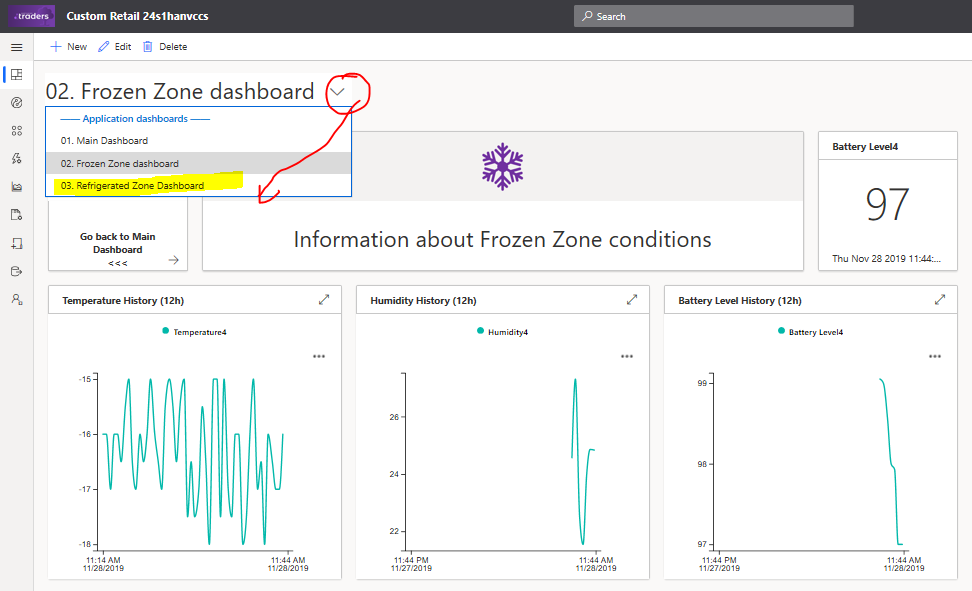 traders
Custom Retail 24s1hanvccs
Search
New
Edit
Delete
02. Frozen Zone dashboard
Application dashboards
01. Main Dashboard
02. Frozen Zone dashboard
03. Refrigerated Zone Dashboard
Go back to Main
Dashboard
<<<
Information about Frozen Zone conditions
Battery Level4
97
Thu Nov 28 2019 11:44:...
Temperature History (12h)
Temperature4
-15
-16
-17
-18
11:14 AM
11/28/2019
11:44 AM
11/28/2019
Humidity History (12h)
Humidity4
26
24
22
11:44 PM
11/27/2019
11:44 AM
11/28/2019
Battery Level History (12h)
Battery Level4
99
98
97
11:44 PM
11/27/2019
11:44 AM
11/28/2019